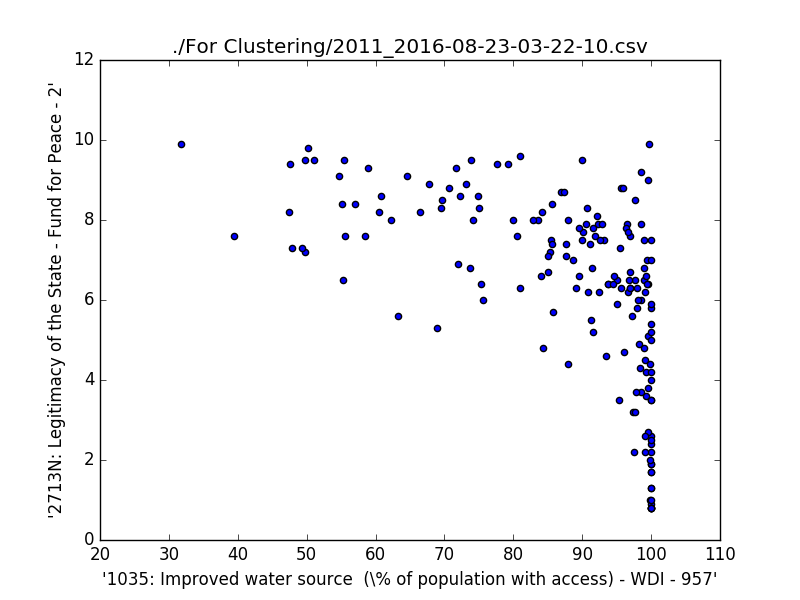 ./For Clustering/2011_2016-08-23-03-22-10.csv
'2713N: Legitimacy of the State - Fund for Peace - 2'
12
10
8
6
4
2
0
20 30 40 50 60 70 80 90 100 110
'1035: Improved water source  (\% of population with access) - WDI - 957'